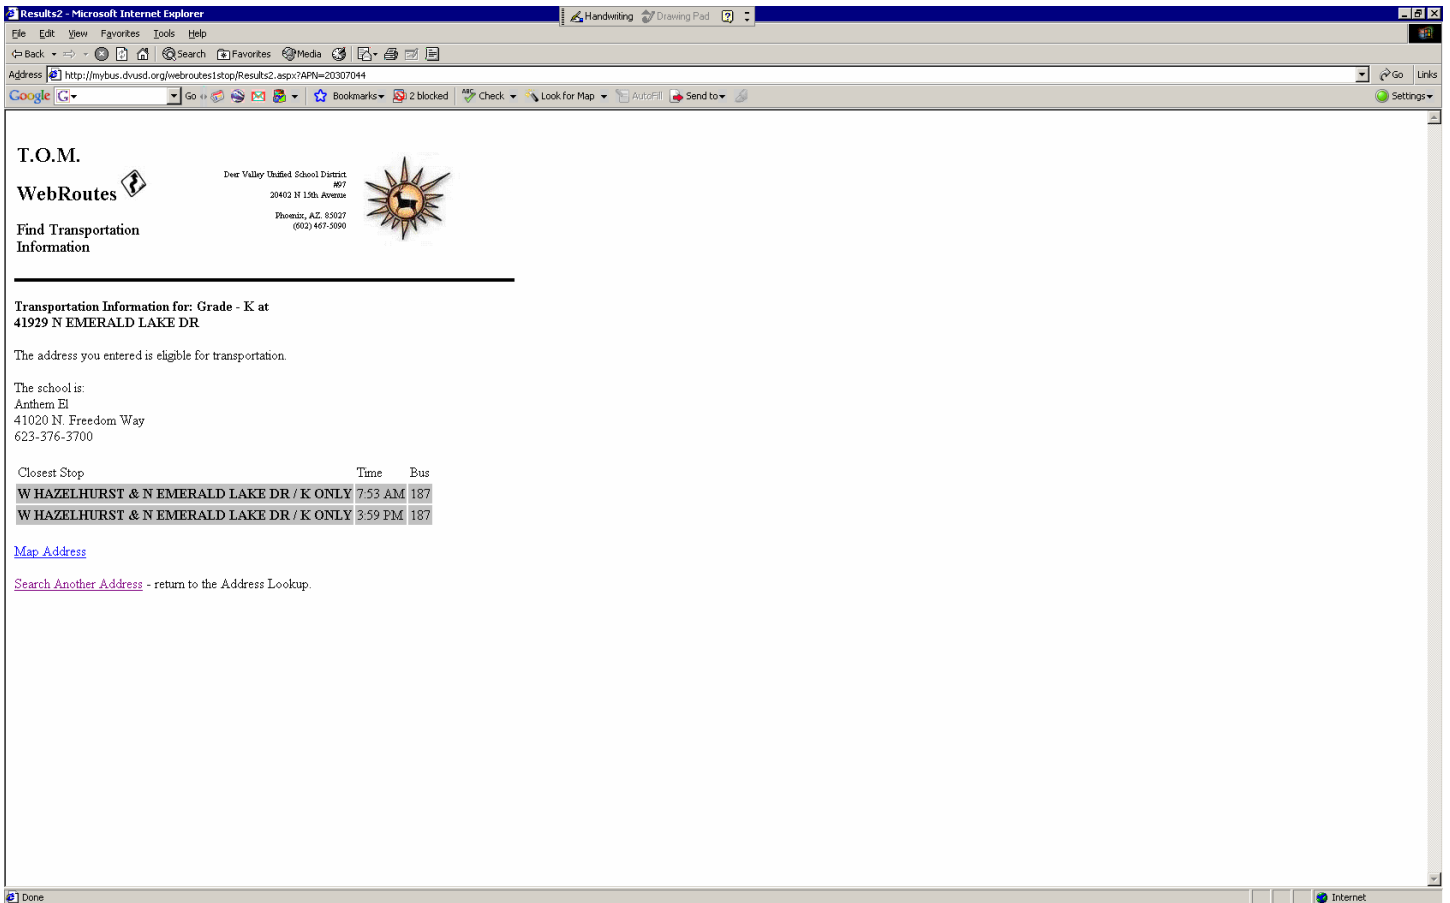 Results2 - Microsoft Internet Explorer
Handwriting Drawing Pad
File Edit View Favorites Tools Help
Back Search Favorites Media
Address http://mybus.dvusd.org/webroutes1stop/Results2.aspx?APN=20307044 Go Links
Google G Go Bookmarks 2 blocked ABC Check Look for Map AutoFill Send to Settings
T.O.M.
WebRoutes
Deer Valley Unified School District
#97
20402 N 15th Avenue
Phoenix, AZ. 85027
(602) 467-5090
Find Transportation
Information
Transportation Information for: Grade - K at
41929 N EMERALD LAKE DR
The address you entered is eligible for transportation.
The school is:
Anthem El
41020 N. Freedom Way
623-376-3700
Closest Stop Time Bus
W HAZELHURST & N EMERALD LAKE DR / K ONLY 7:53 AM 187
W HAZELHURST & N EMERALD LAKE DR / K ONLY 3:59 PM 187
Map Address
Search Another Address - return to the Address Lookup.
Done Internet